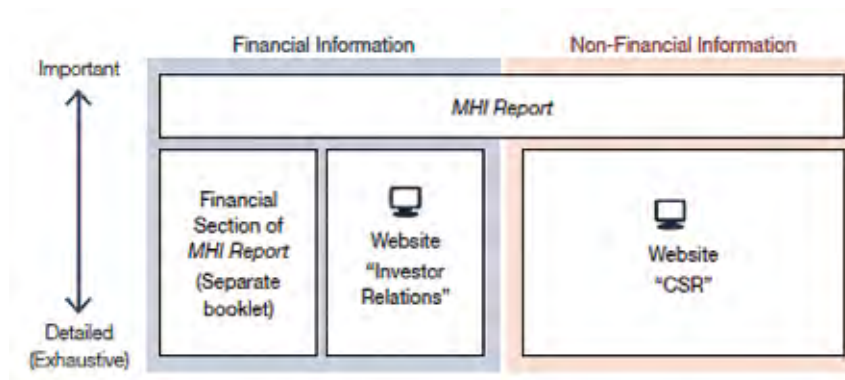 Financial Information
Non-Financial Information
Important
MHI Report
Financial
Section of
MHI Report
(Separate
booklet)
Website
“Investor
Relations”
Website
“CSR”
Detailed
(Exhaustive)